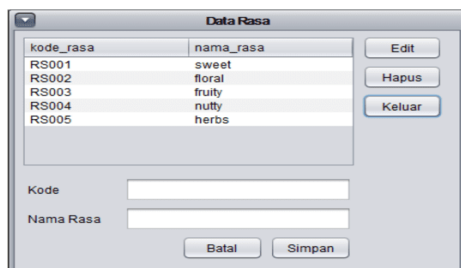 Data Rasa
kode_rasa nama_rasa
RS001 sweet
RS002 floral
RS003 fruity
RS004 nutty
RS005 herbs
Edit
Hapus
Keluar
Kode
Nama Rasa
Batal Simpan